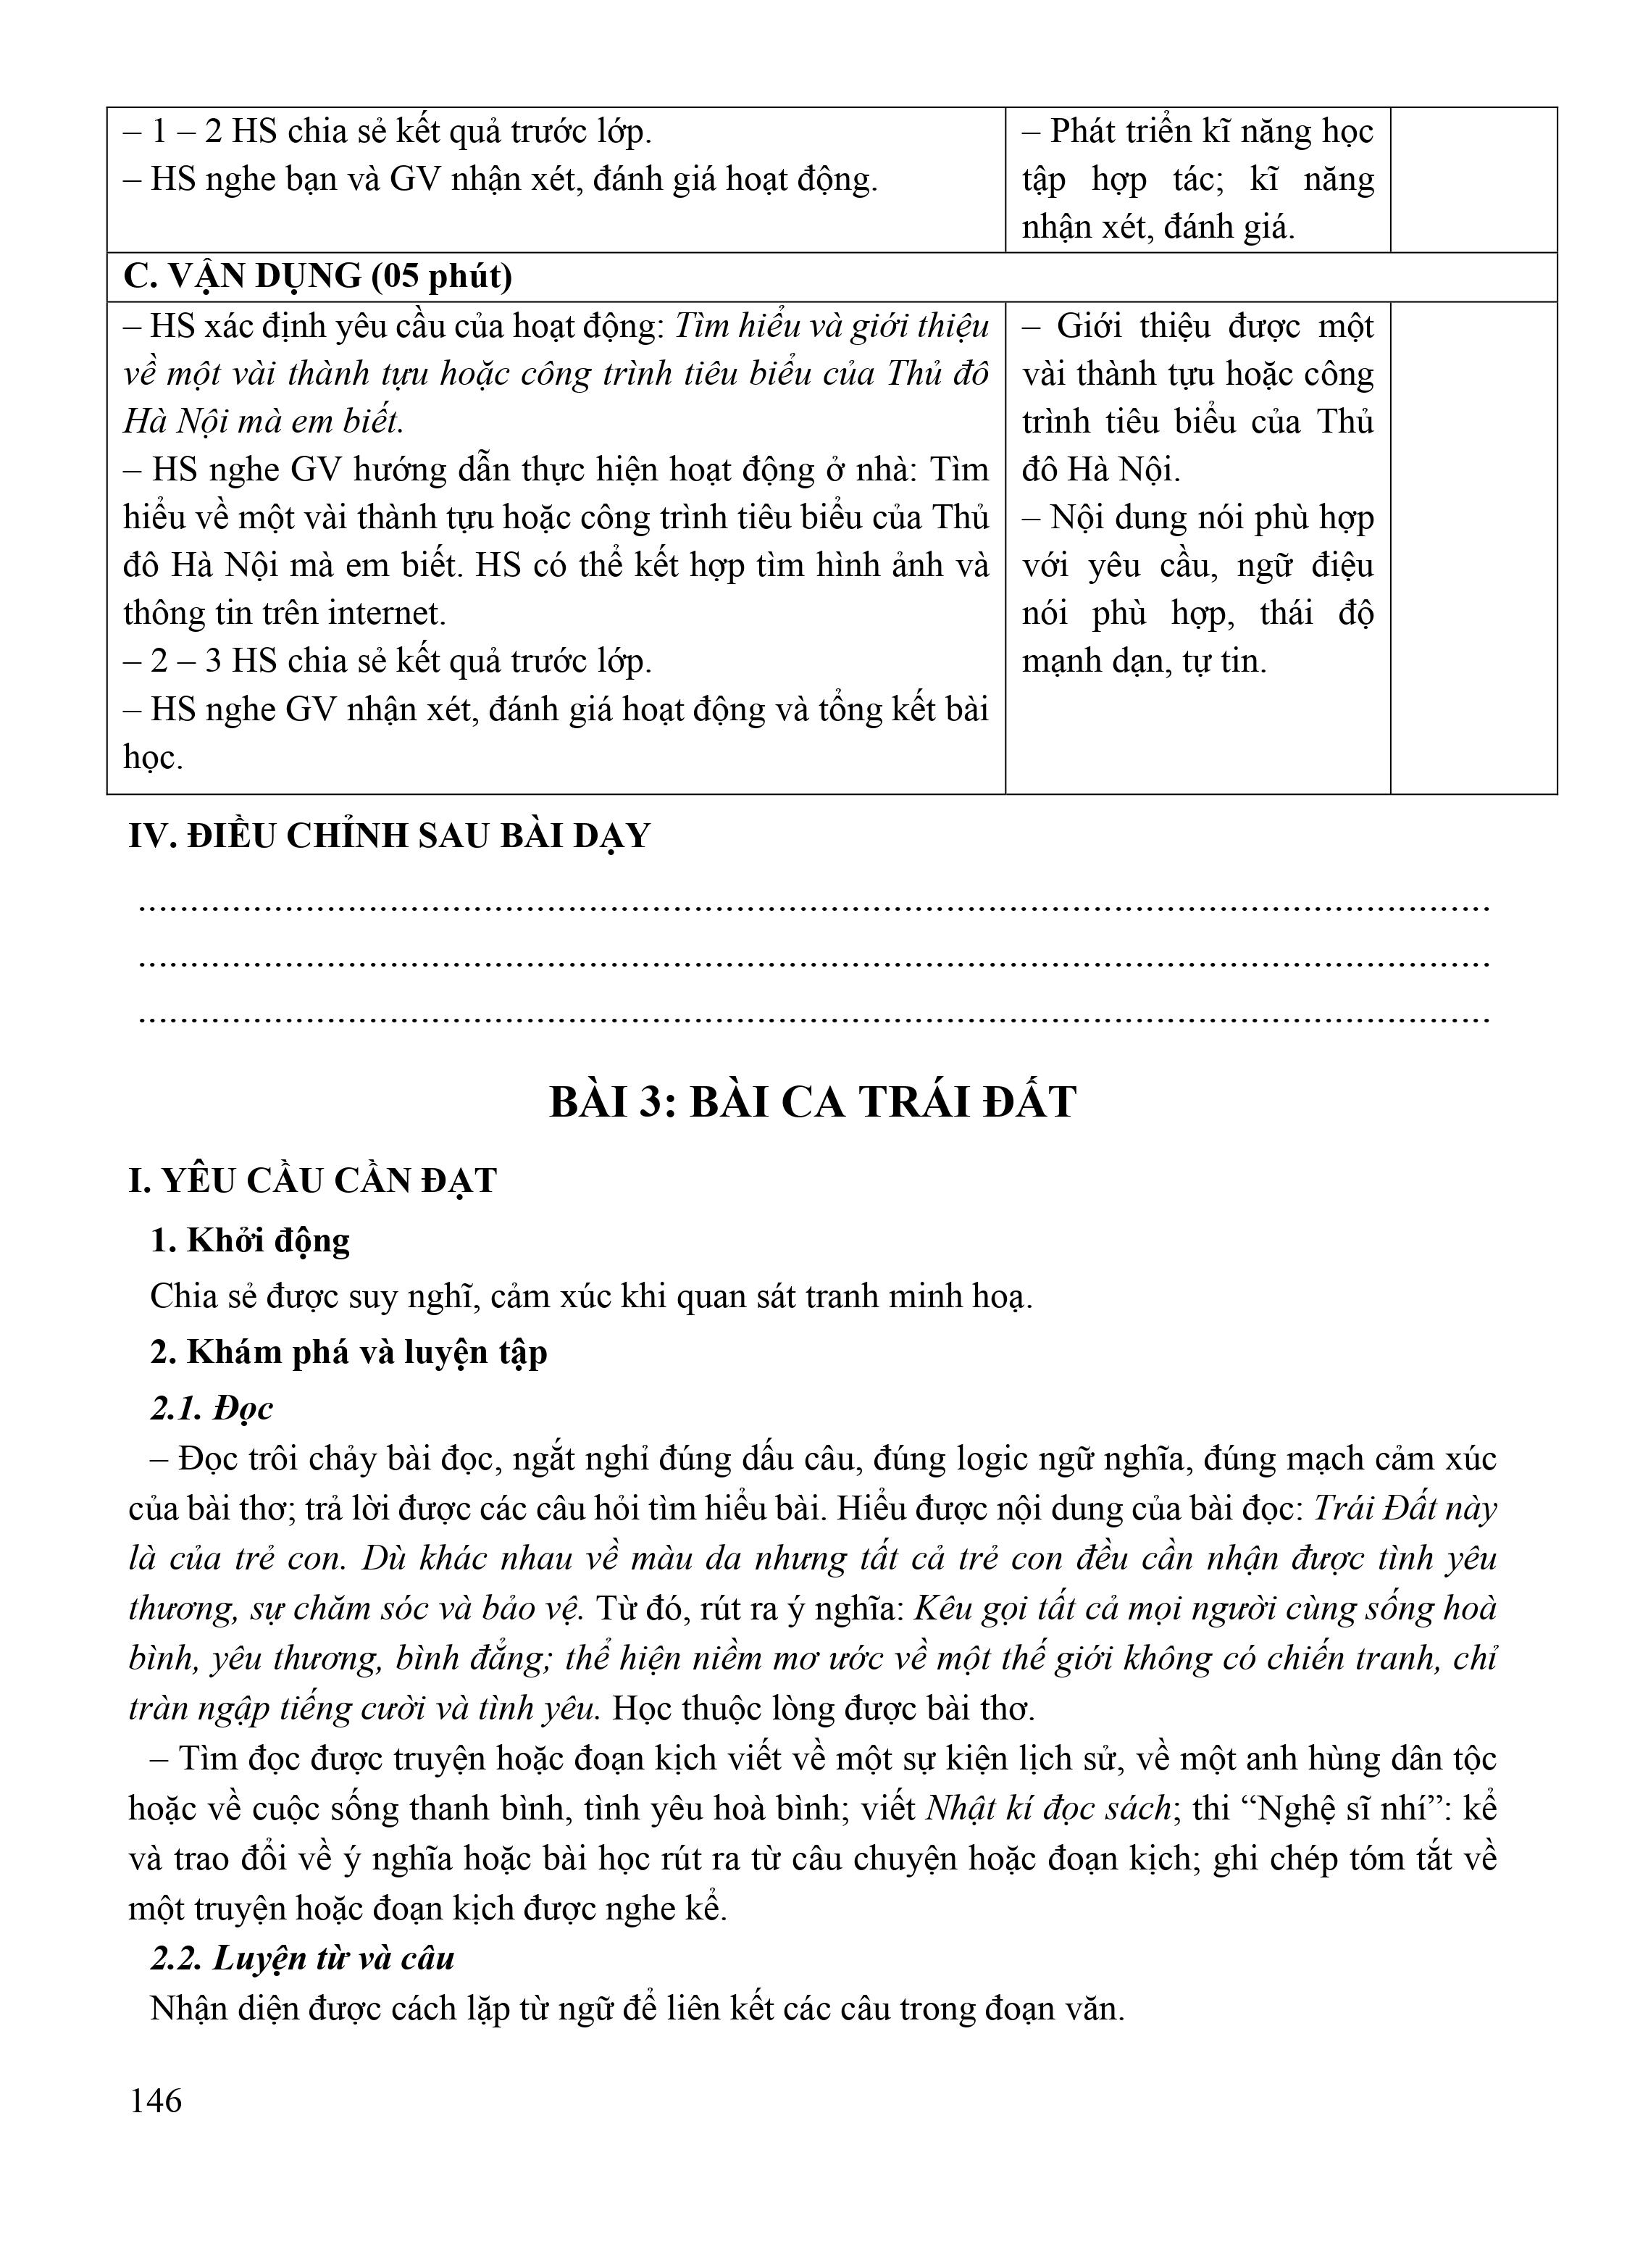 – 1 – 2 HS chia sẻ kết quả trước lớp.
– HS nghe bạn và GV nhận xét, đánh giá hoạt động.
– Phát triển kĩ năng học
tập hợp tác; kĩ năng
nhận xét, đánh giá.
C. VẬN DỤNG (05 phút)
– HS xác định yêu cầu của hoạt động: Tìm hiểu và giới thiệu
về một vài thành tựu hoặc công trình tiêu biểu của Thủ đô
Hà Nội mà em biết.
– HS nghe GV hướng dẫn thực hiện hoạt động ở nhà: Tìm
hiểu về một vài thành tựu hoặc công trình tiêu biểu của Thủ
đô Hà Nội mà em biết. HS có thể kết hợp tìm hình ảnh và
thông tin trên internet.
– 2 – 3 HS chia sẻ kết quả trước lớp.
– HS nghe GV nhận xét, đánh giá hoạt động và tổng kết bài
học.
– Giới thiệu được một
vài thành tựu hoặc công
trình tiêu biểu của Thủ
đô Hà Nội.
– Nội dung nói phù hợp
với yêu cầu, ngữ điệu
nói phù hợp, thái độ
mạnh dạn, tự tin.
IV. ĐIỀU CHỈNH SAU BÀI DẠY
BÀI 3: BÀI CA TRÁI ĐẤT
I. YÊU CẦU CẦN ĐẠT
1. Khởi động
Chia sẻ được suy nghĩ, cảm xúc khi quan sát tranh minh hoạ.
2. Khám phá và luyện tập
2.1. Đọc
– Đọc trôi chảy bài đọc, ngắt nghỉ đúng dấu câu, đúng logic ngữ nghĩa, đúng mạch cảm xúc
của bài thơ; trả lời được các câu hỏi tìm hiểu bài. Hiểu được nội dung của bài đọc: Trái Đất này
là của trẻ con. Dù khác nhau về màu da nhưng tất cả trẻ con đều cần nhận được tình yêu
thương, sự chăm sóc và bảo vệ. Từ đó, rút ra ý nghĩa: Kêu gọi tất cả mọi người cùng sống hoà
bình, yêu thương, bình đẳng; thể hiện niềm mơ ước về một thế giới không có chiến tranh, chỉ
tràn ngập tiếng cười và tình yêu. Học thuộc lòng được bài thơ.
– Tìm đọc được truyện hoặc đoạn kịch viết về một sự kiện lịch sử, về một anh hùng dân tộc
hoặc về cuộc sống thanh bình, tình yêu hoà bình; viết Nhật kí đọc sách; thi “Nghệ sĩ nhí”: kể
và trao đổi về ý nghĩa hoặc bài học rút ra từ câu chuyện hoặc đoạn kịch; ghi chép tóm tắt về
một truyện hoặc đoạn kịch được nghe kể.
2.2. Luyện từ và câu
Nhận diện được cách lặp từ ngữ để liên kết các câu trong đoạn văn.
146